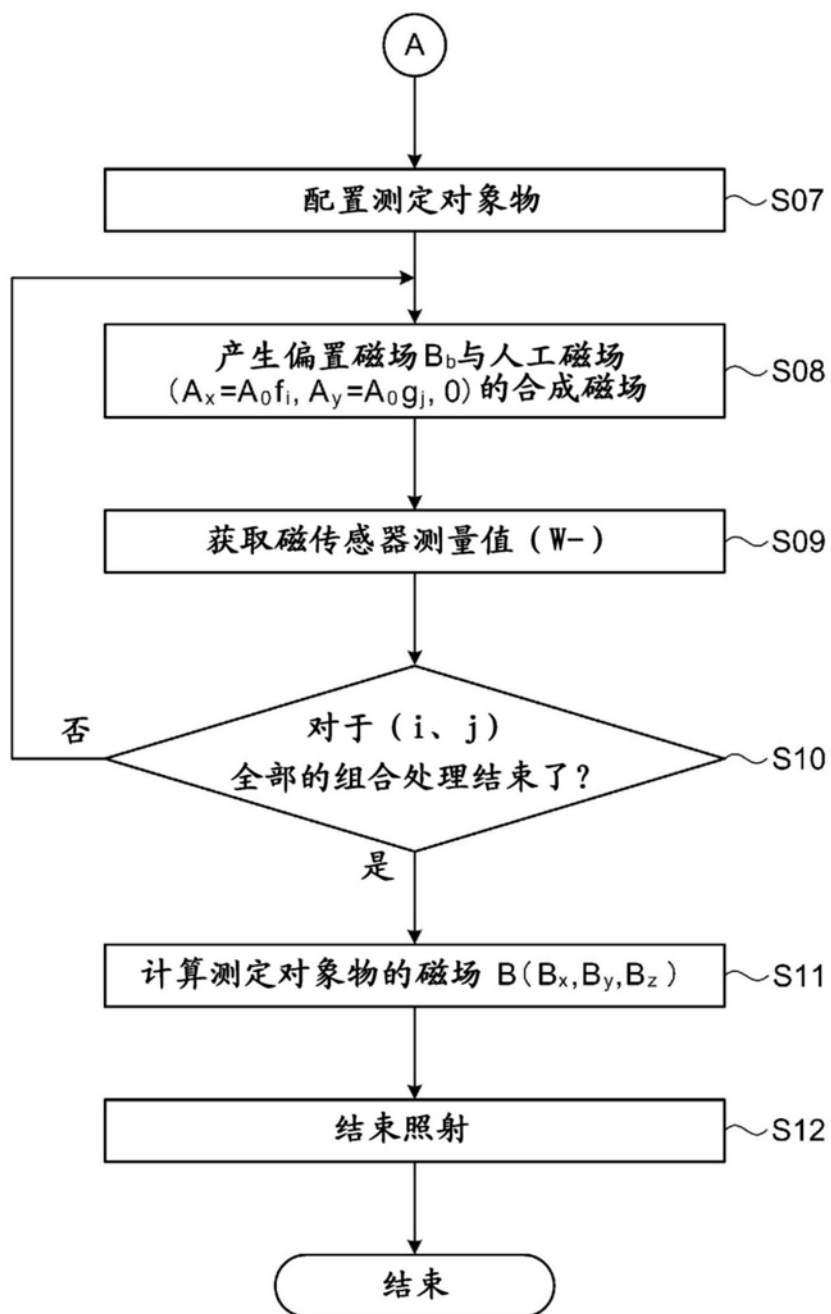 A
配置测定对象物
S07
产生偏置磁场Bb与人工磁场
(Ax=A0fi, Ay=A0gj, 0)的合成磁场
S08
获取磁传感器测量值（W-）
S09
对于（i、j）
全部的组合处理结束了?
S10
否
是
计算测定对象物的磁场 B(Bx,By,Bz)
S11
结束照射
S12
结束